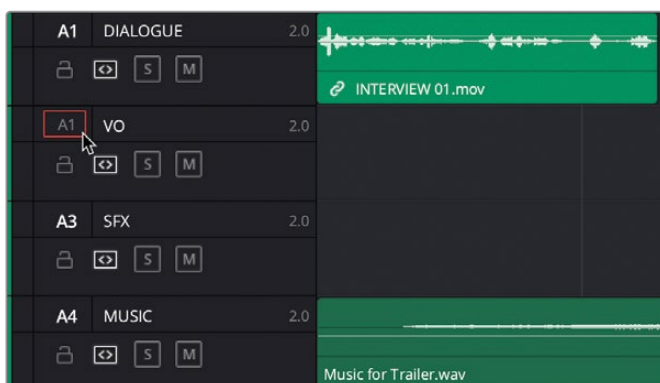 A1 DIALOGUE 2.0
S M
INTERVIEW 01.mov
A1 VO 2.0
S M
A3 SFX 2.0
S M
A4 MUSIC 2.0
S M
Music for Trailer.wav